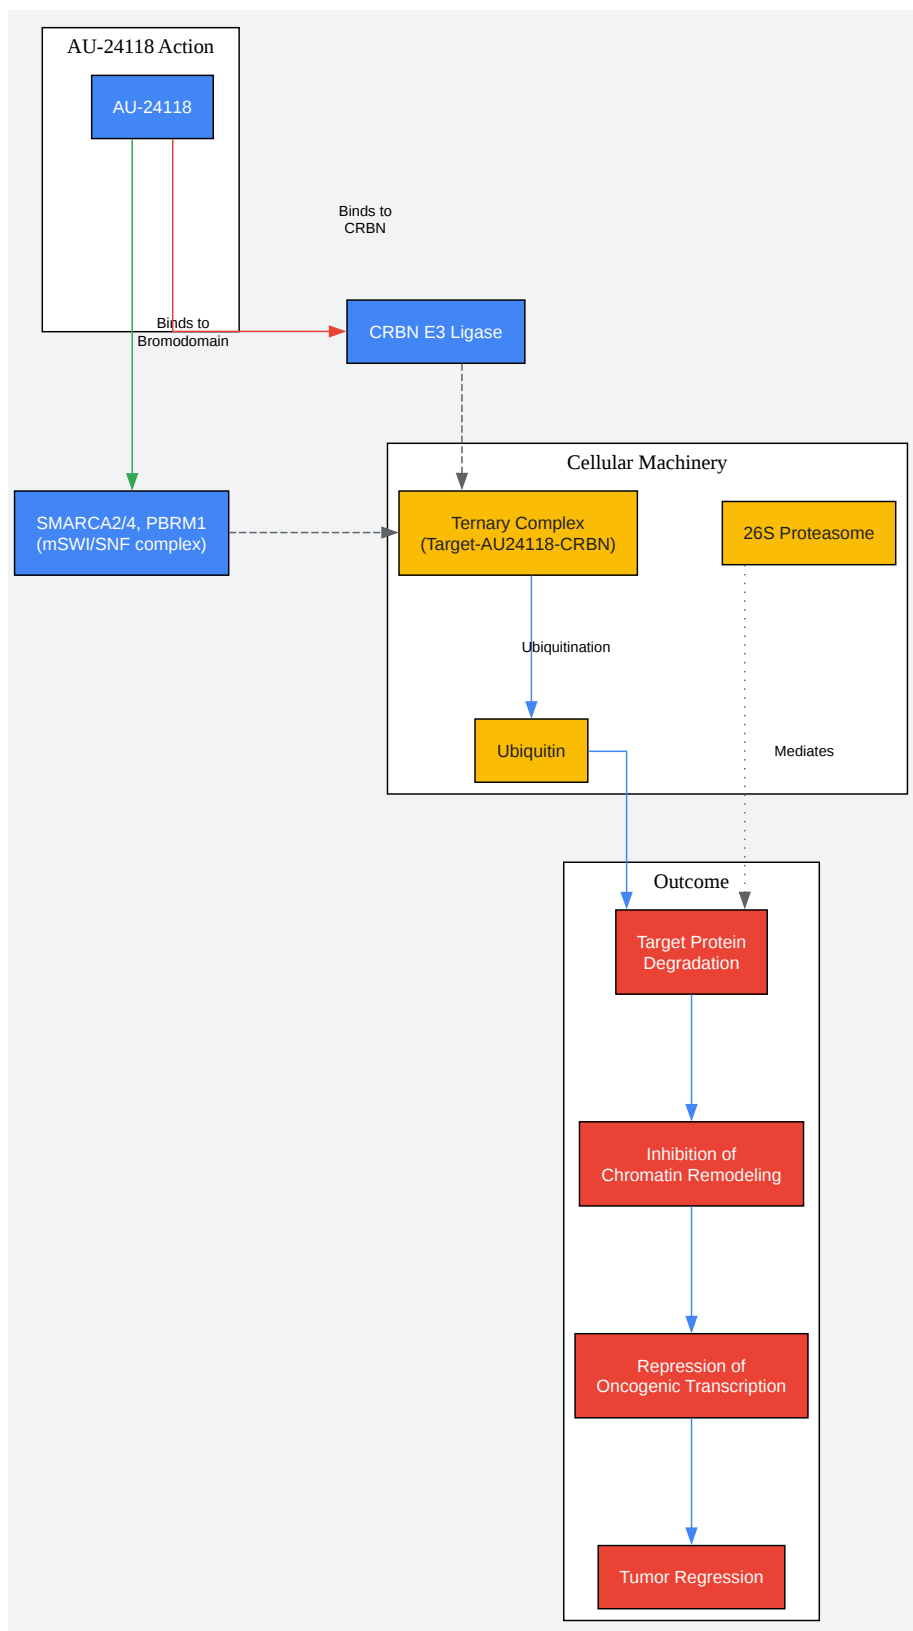 AU-24118 Action
AU-24118
Binds to
CRBN
Binds to
Bromodomain
CRBN E3 Ligase
Cellular Machinery
SMARCA2/4, PBRM1
(mSWI/SNF complex)
Ternary Complex
(Target-AU24118-CRBN)
26S Proteasome
Ubiquitination
Ubiquitin
Mediates
Outcome
Target Protein
Degradation
Inhibition of
Chromatin Remodeling
Repression of
Oncogenic Transcription
Tumor Regression